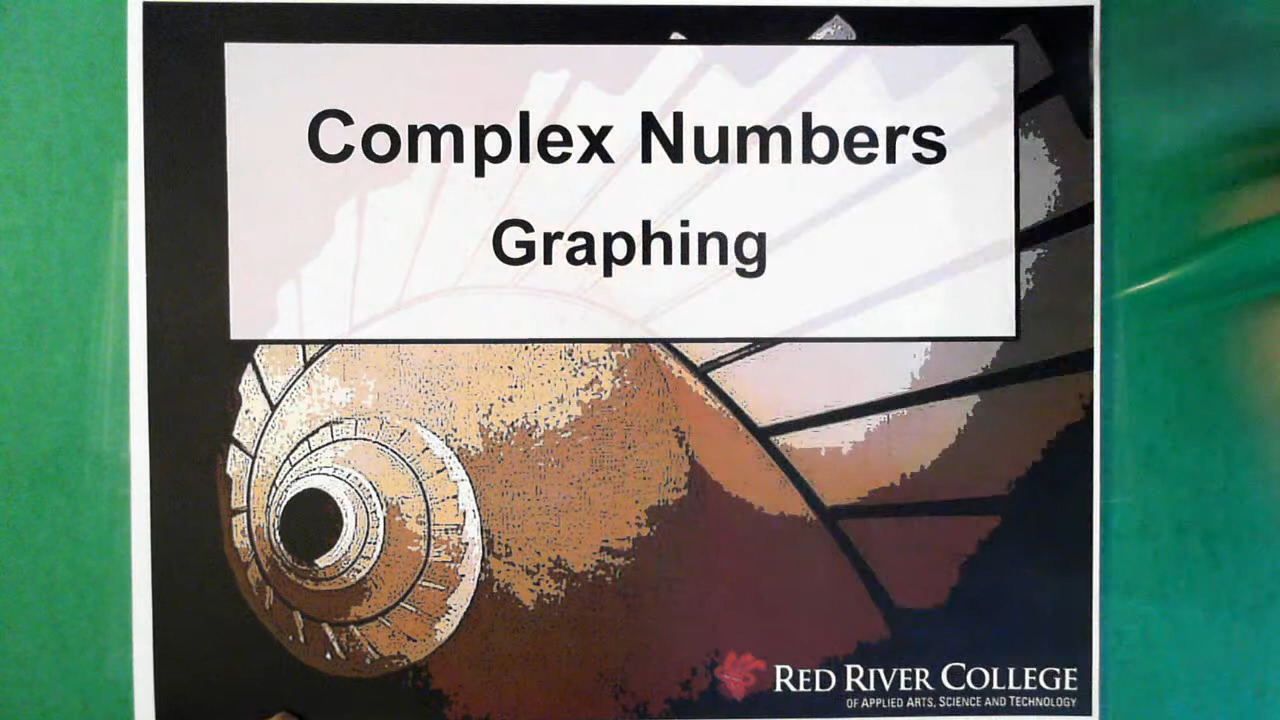 Complex Numbers
Graphing
RED RIVER COLLEGE
OF APPLIED ARTS, SCIENCE AND TECHNOLOGY